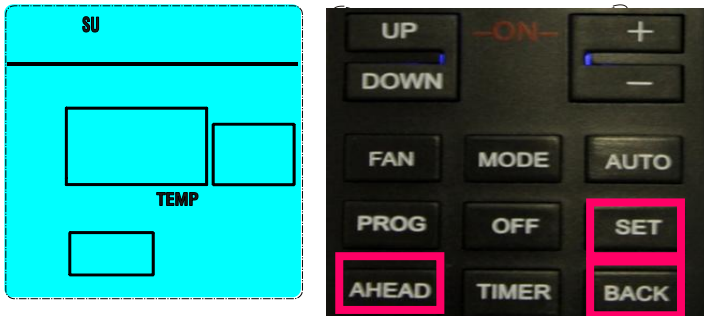 SU
TEMP
UP -ON- +
DOWN -
FAN MODE AUTO
PROG OFF SET
AHEAD TIMER BACK